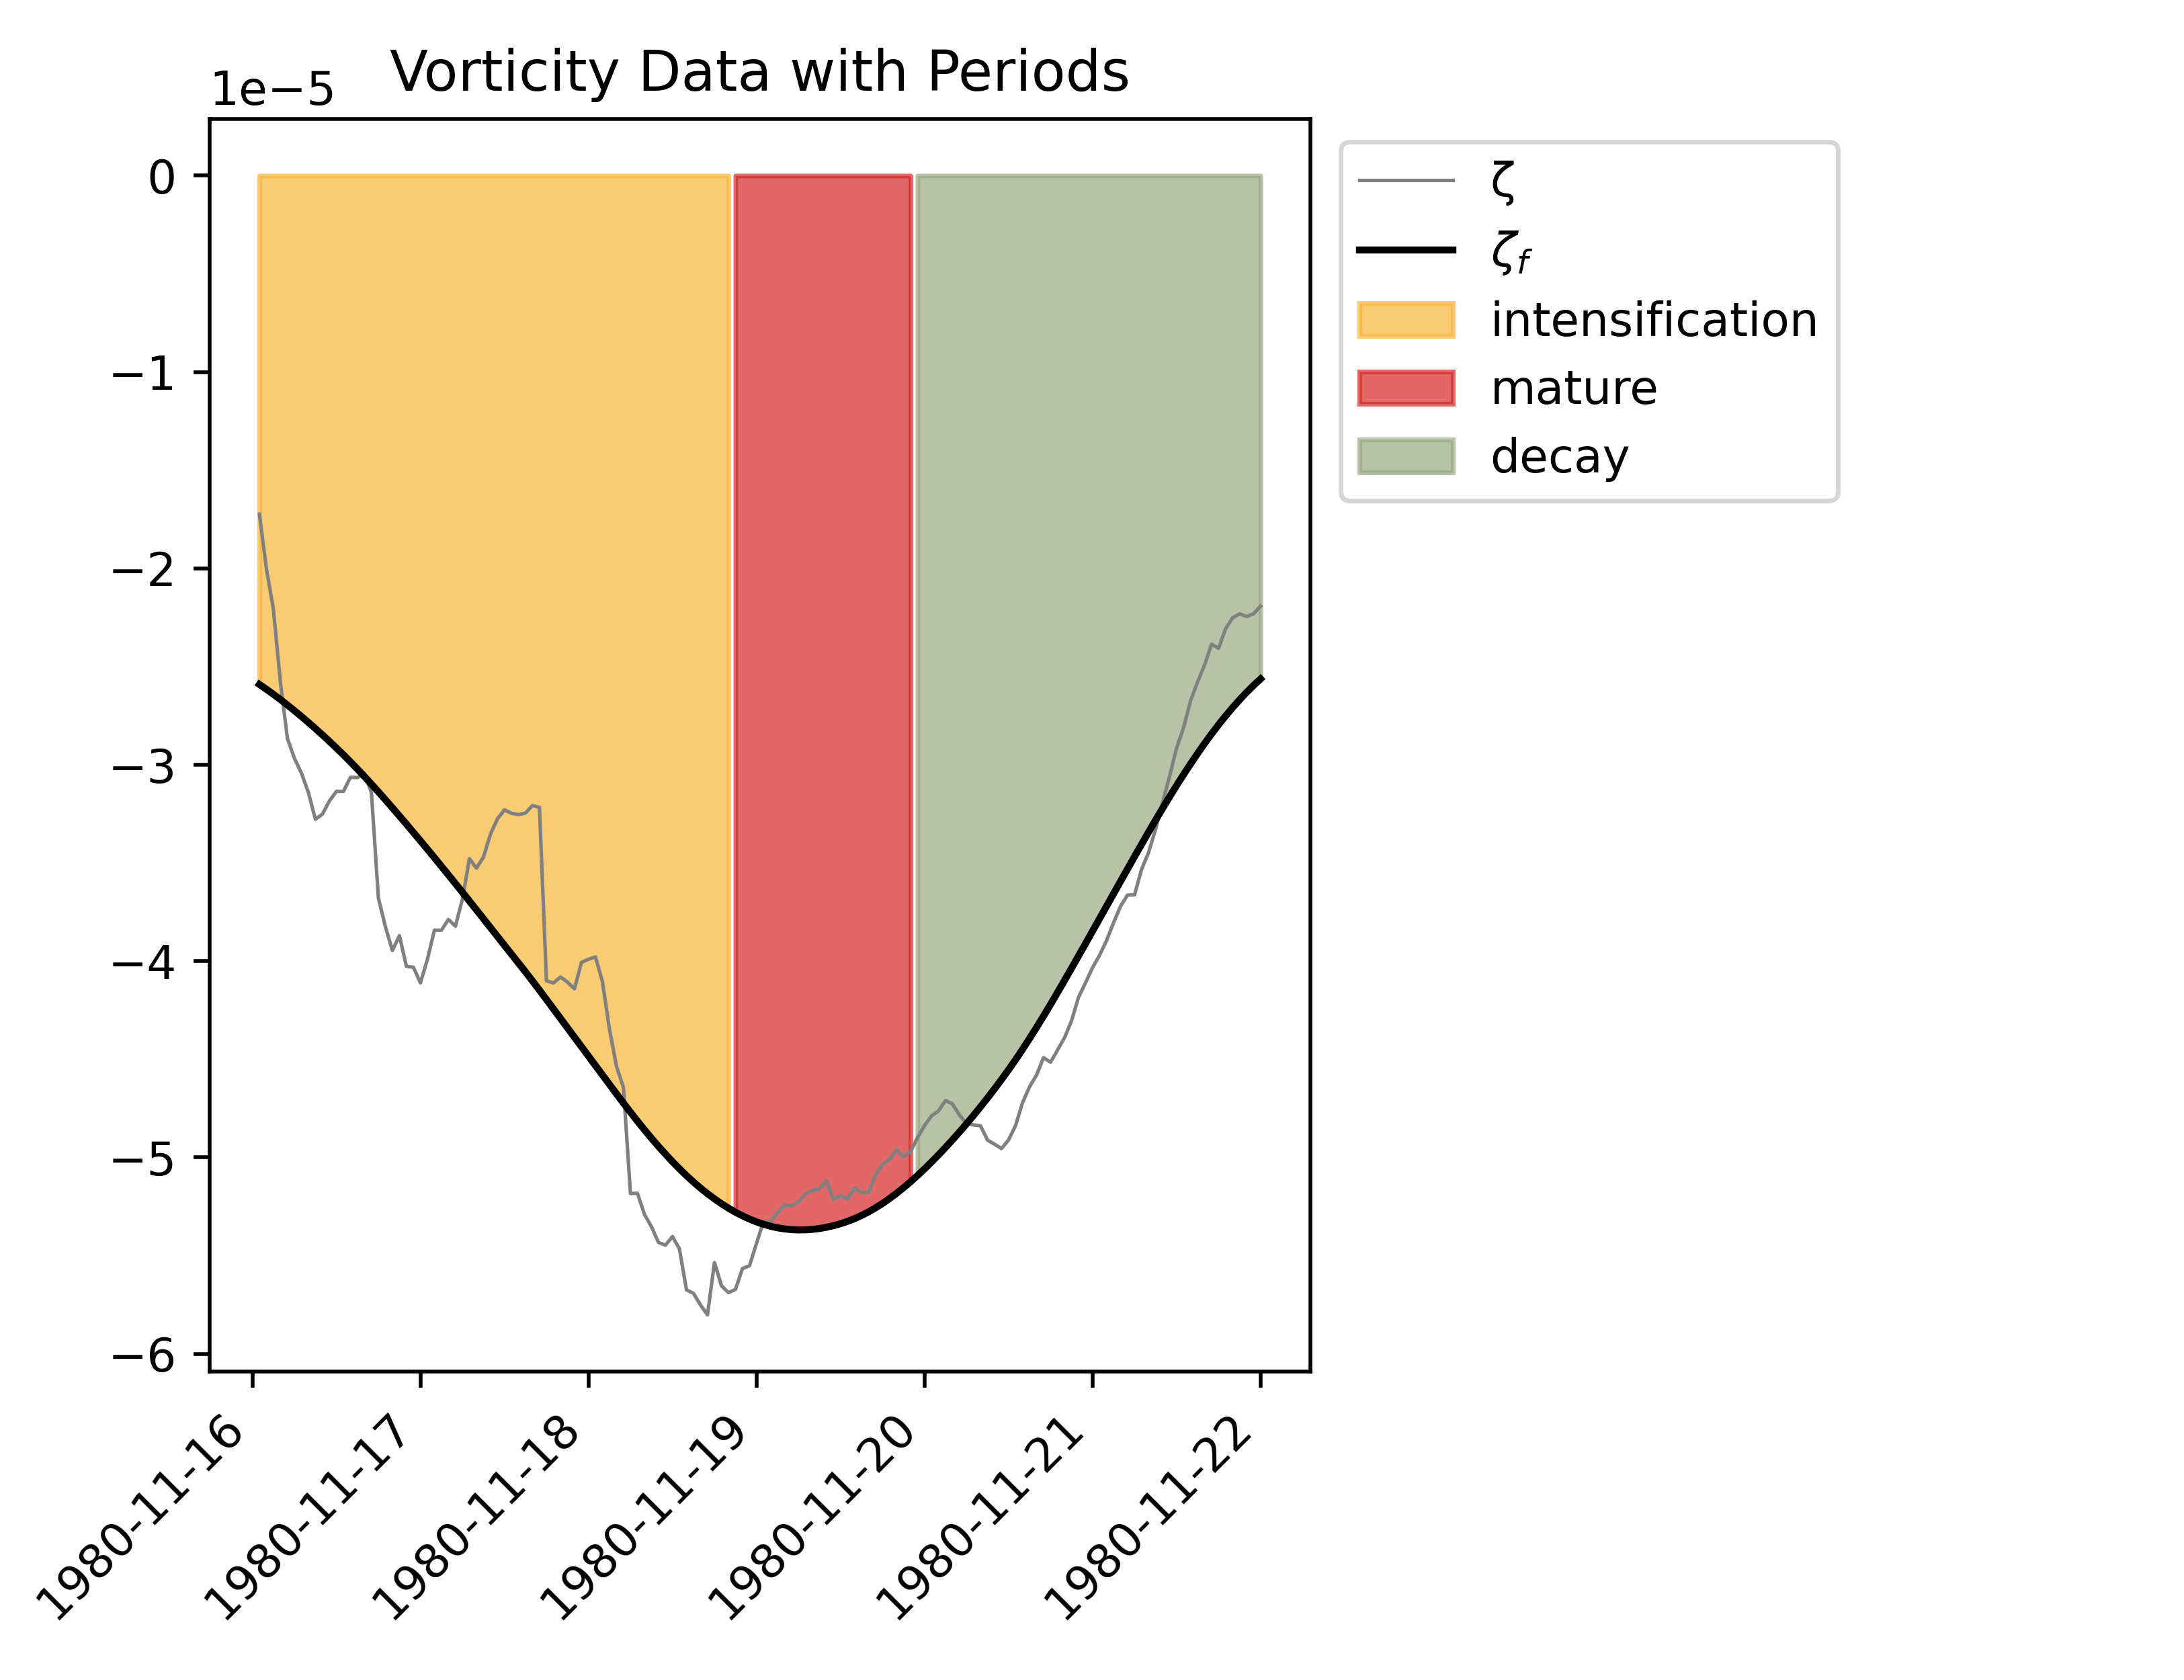 Vorticity Data with Periods
1e−5
0
−1
−2
−3
−4
−5
−6
1980-11-16
1980-11-17
1980-11-18
1980-11-19
1980-11-20
1980-11-21
1980-11-22
ζ
ζf
intensification
mature
decay